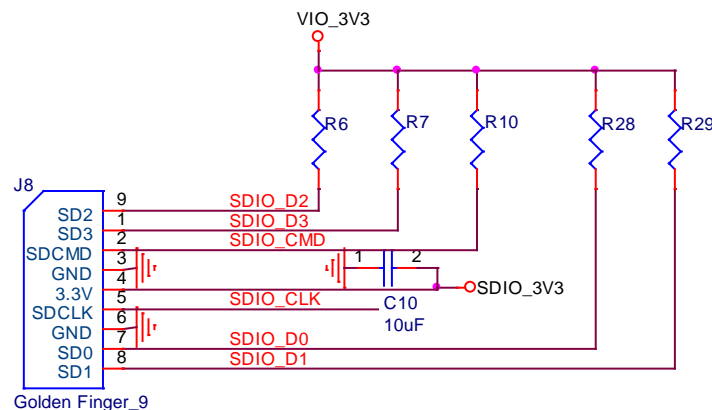 VIO_3V3
R6
R7
R10
R28
R29
J8
SD2 9 SDIO_D2
SD3 1 SDIO_D3
SDCMD 2 SDIO_CMD
GND 3
1 2
3.3V 4
SDIO_3V3
SDCLK 5 SDIO_CLK
C10
10uF
GND 6
SD0 7 SDIO_D0
SD1 8 SDIO_D1
Golden Finger_9